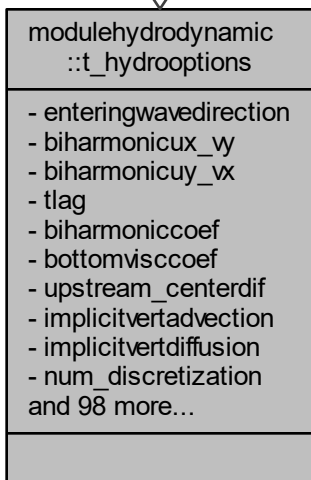 modulehydrodynamic
::t_hydrooptions
- enteringwavedirection
- biharmonicux_vy
- biharmonicuy_vx
- tlag
- biharmoniccoef
- bottomvisccoef
- upstream_centerdif
- implicitvertadvection
- implicitvertdiffusion
- num_discretization
and 98 more...